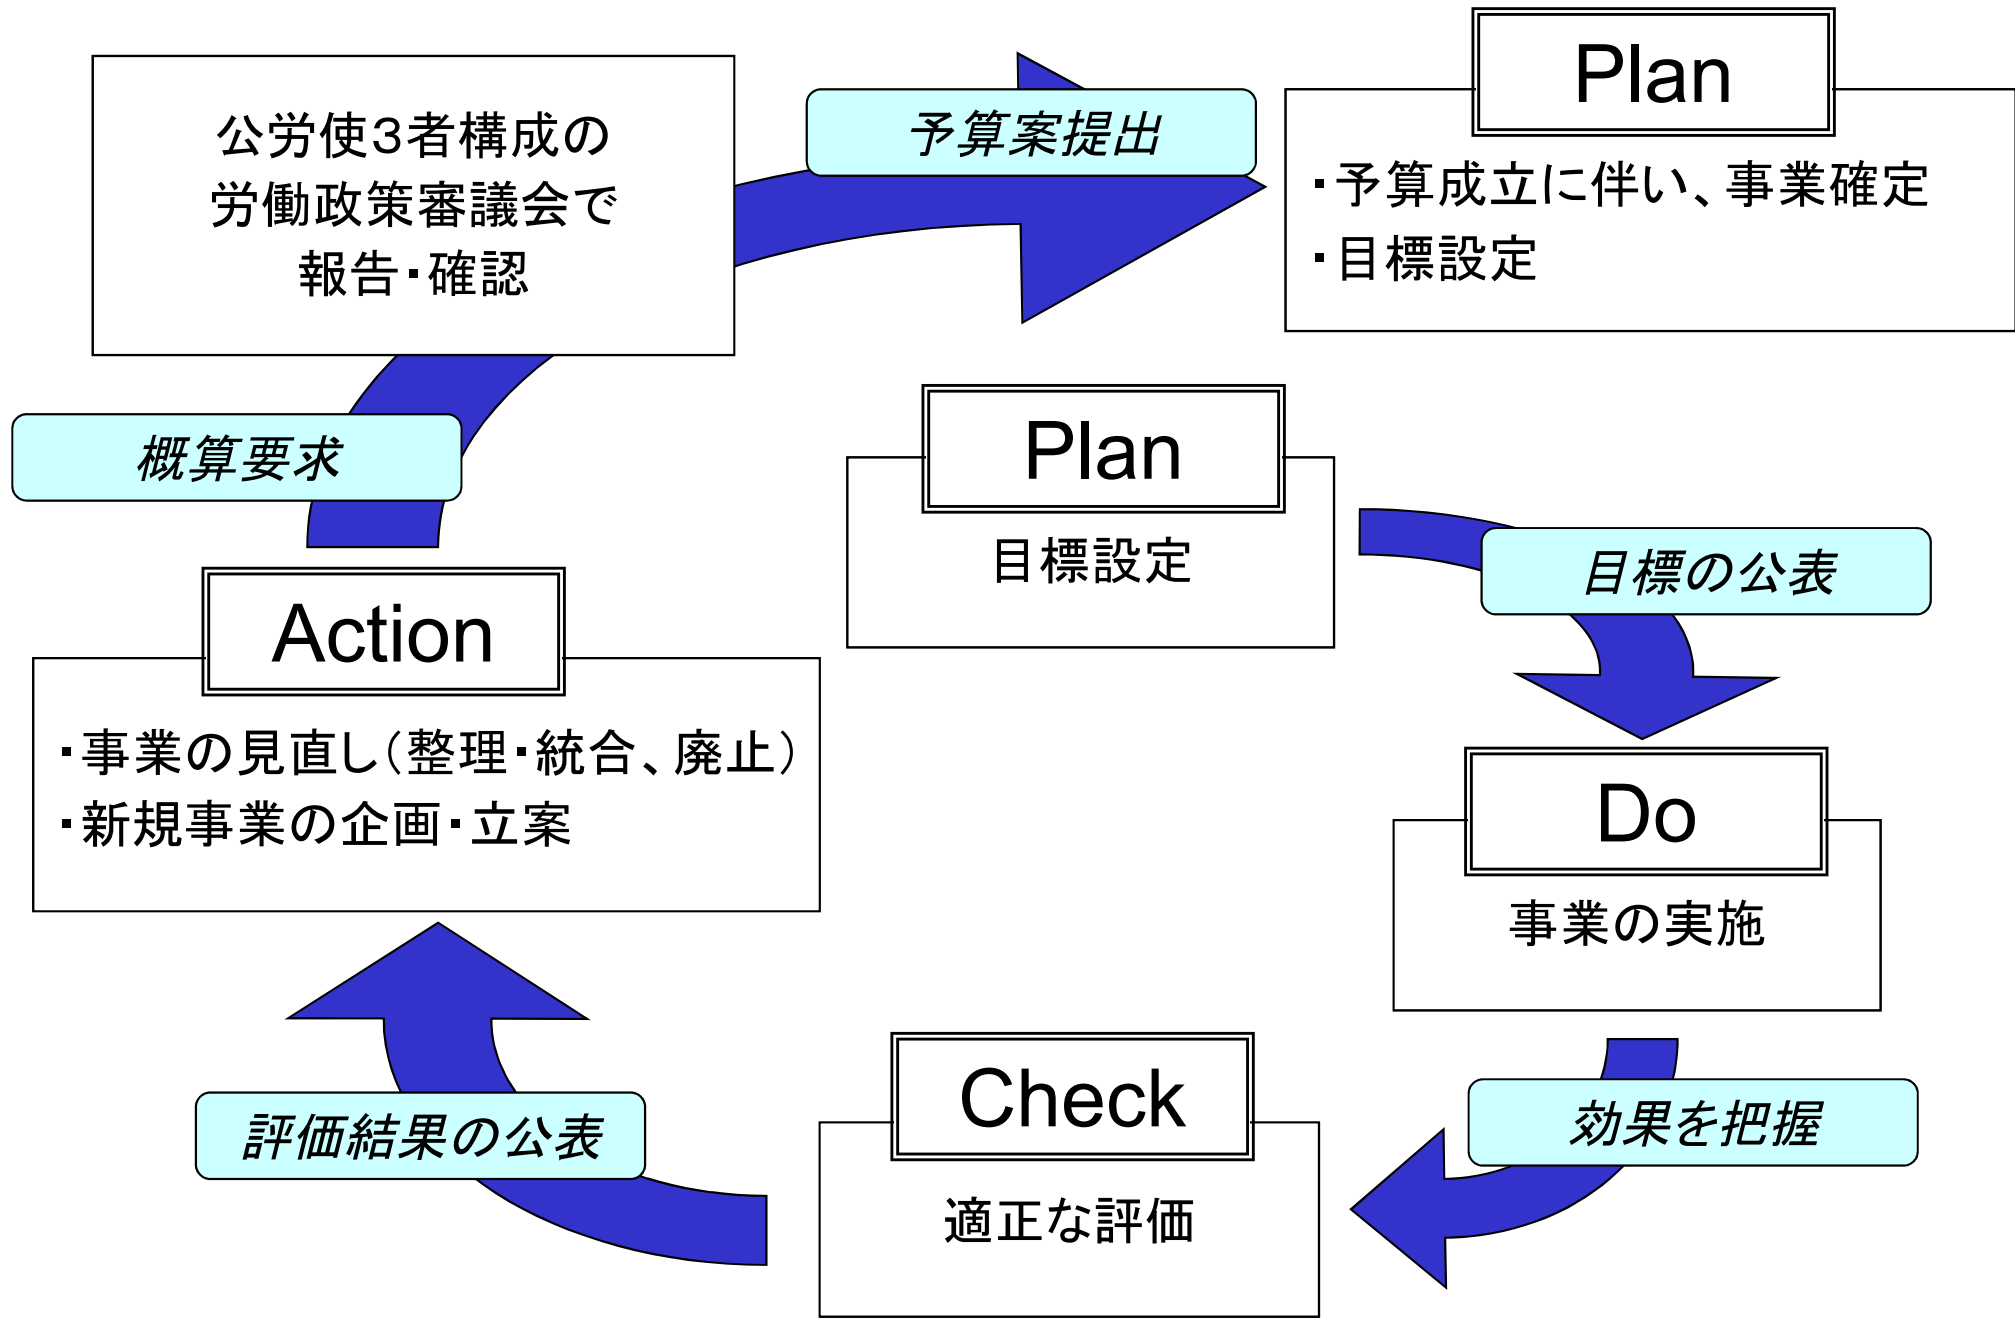 公労使3者構成の
労働政策審議会で
報告・確認
予算案提出
Plan
・予算成立に伴い、事業確定
・目標設定
概算要求
Plan
目標設定
目標の公表
Action
・事業の見直し(整理・統合、廃止)
・新規事業の企画・立案
Do
事業の実施
評価結果の公表
Check
適正な評価
効果を把握